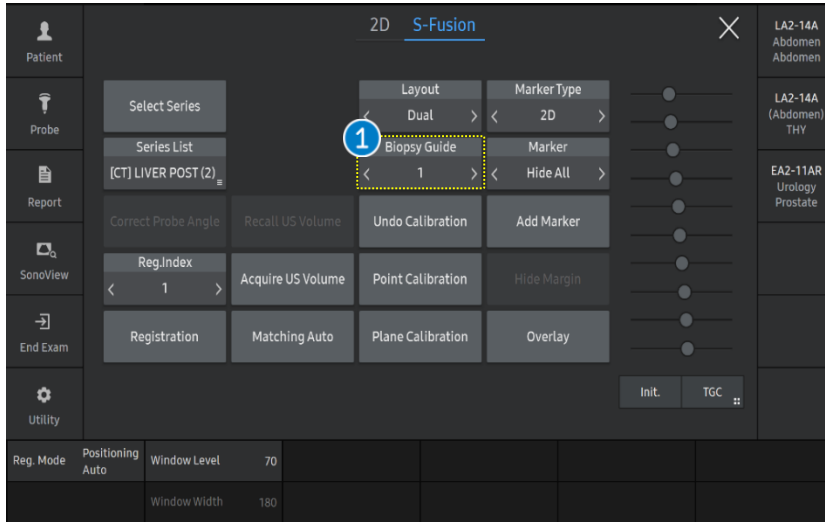 Patient
Probe
Report
SonoView
End Exam
Utility
2D S-Fusion
Select Series
Layout
Dual
Marker Type
2D
Series List
[CT] LIVER POST (2)
1
Biopsy Guide
1
Marker
Hide All
Correct Probe Angle
Recall US Volume
Undo Calibration
Add Marker
Reg.Index
1
Acquire US Volume
Point Calibration
Hide Margin
Registration
Matching Auto
Plane Calibration
Overlay
Init.
TGC
LA2-14A
Abdomen
Abdomen
LA2-14A
(Abdomen)
THY
EA2-11AR
Urology
Prostate
Reg. Mode
Positioning
Auto
Window Level 70
Window Width 180